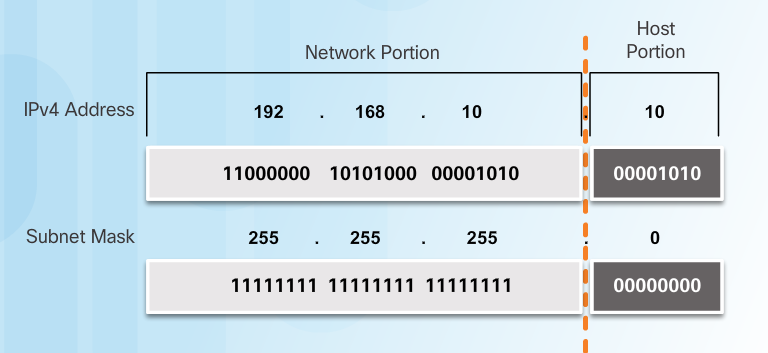 Network Portion
Host
Portion
IPv4 Address 192 . 168 . 10 . 10
11000000 10101000 00001010 00001010
Subnet Mask 255 . 255 . 255 . 0
11111111 11111111 11111111 00000000